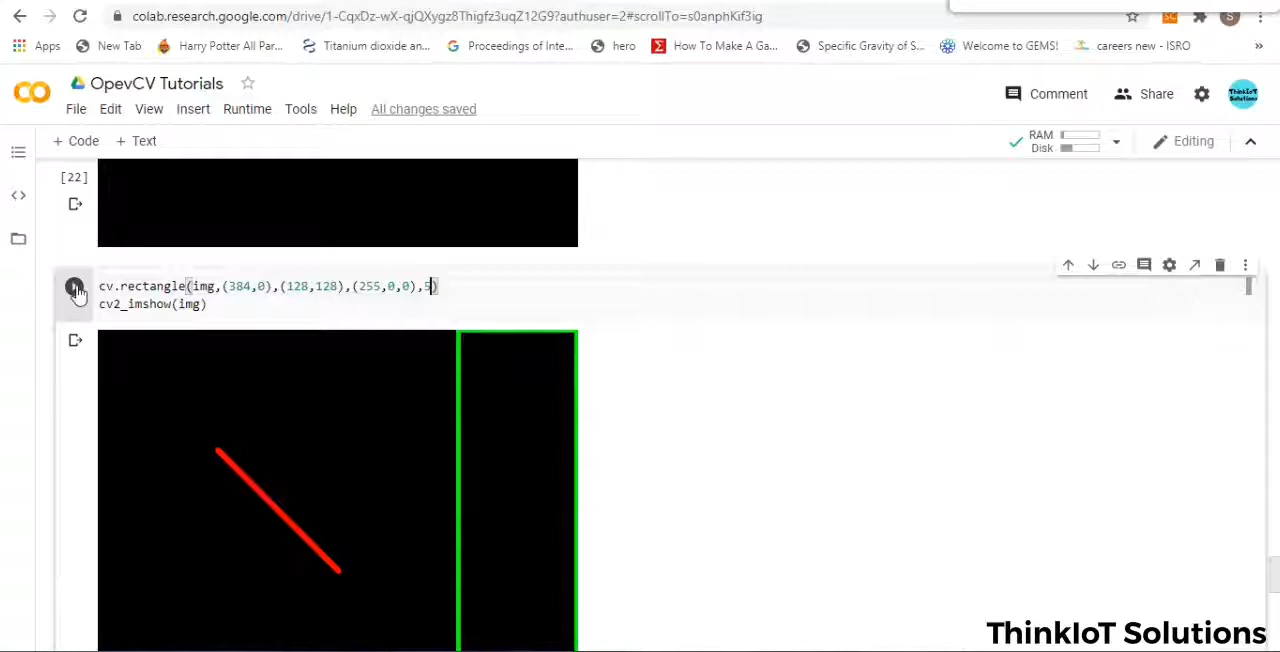 colab.research.google.com/drive/1-CqxDz-wX-qjQXygz8Thigfz3uqZ12G9?authuser=2#scrollTo=s0anphKif3ig
Apps New Tab Harry Potter All Par... Titanium dioxide an... Proceedings of Inte... hero How To Make A Ga... Specific Gravity of S... Welcome to GEMS! careers new - ISRO »
CO OpevCV Tutorials
File Edit View Insert Runtime Tools Help All changes saved
Comment Share ThinkIoT Solutions
+ Code + Text
RAM
Disk
Editing
[22]
cv.rectangle(img,(384,0),(128,128),(255,0,0),5)
cv2_imshow(img)
ThinkIoT Solutions